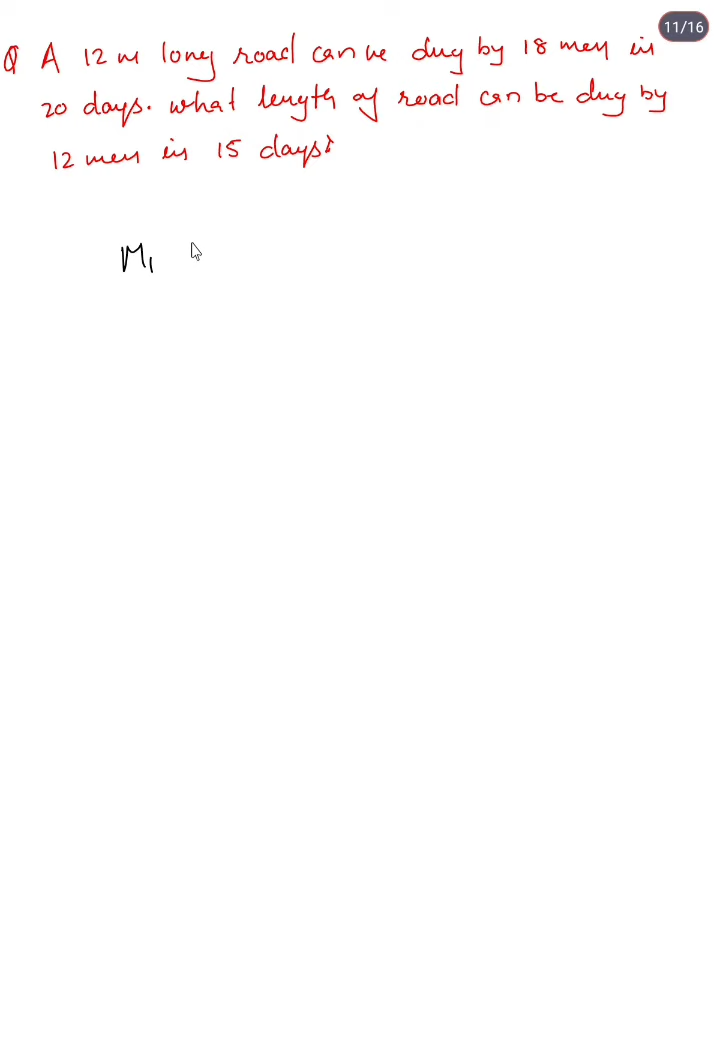 11/16
Q A 12 m long road can be dug by 18 men in
20 days. what length of road can be dug by
12 men in 15 days?
M1